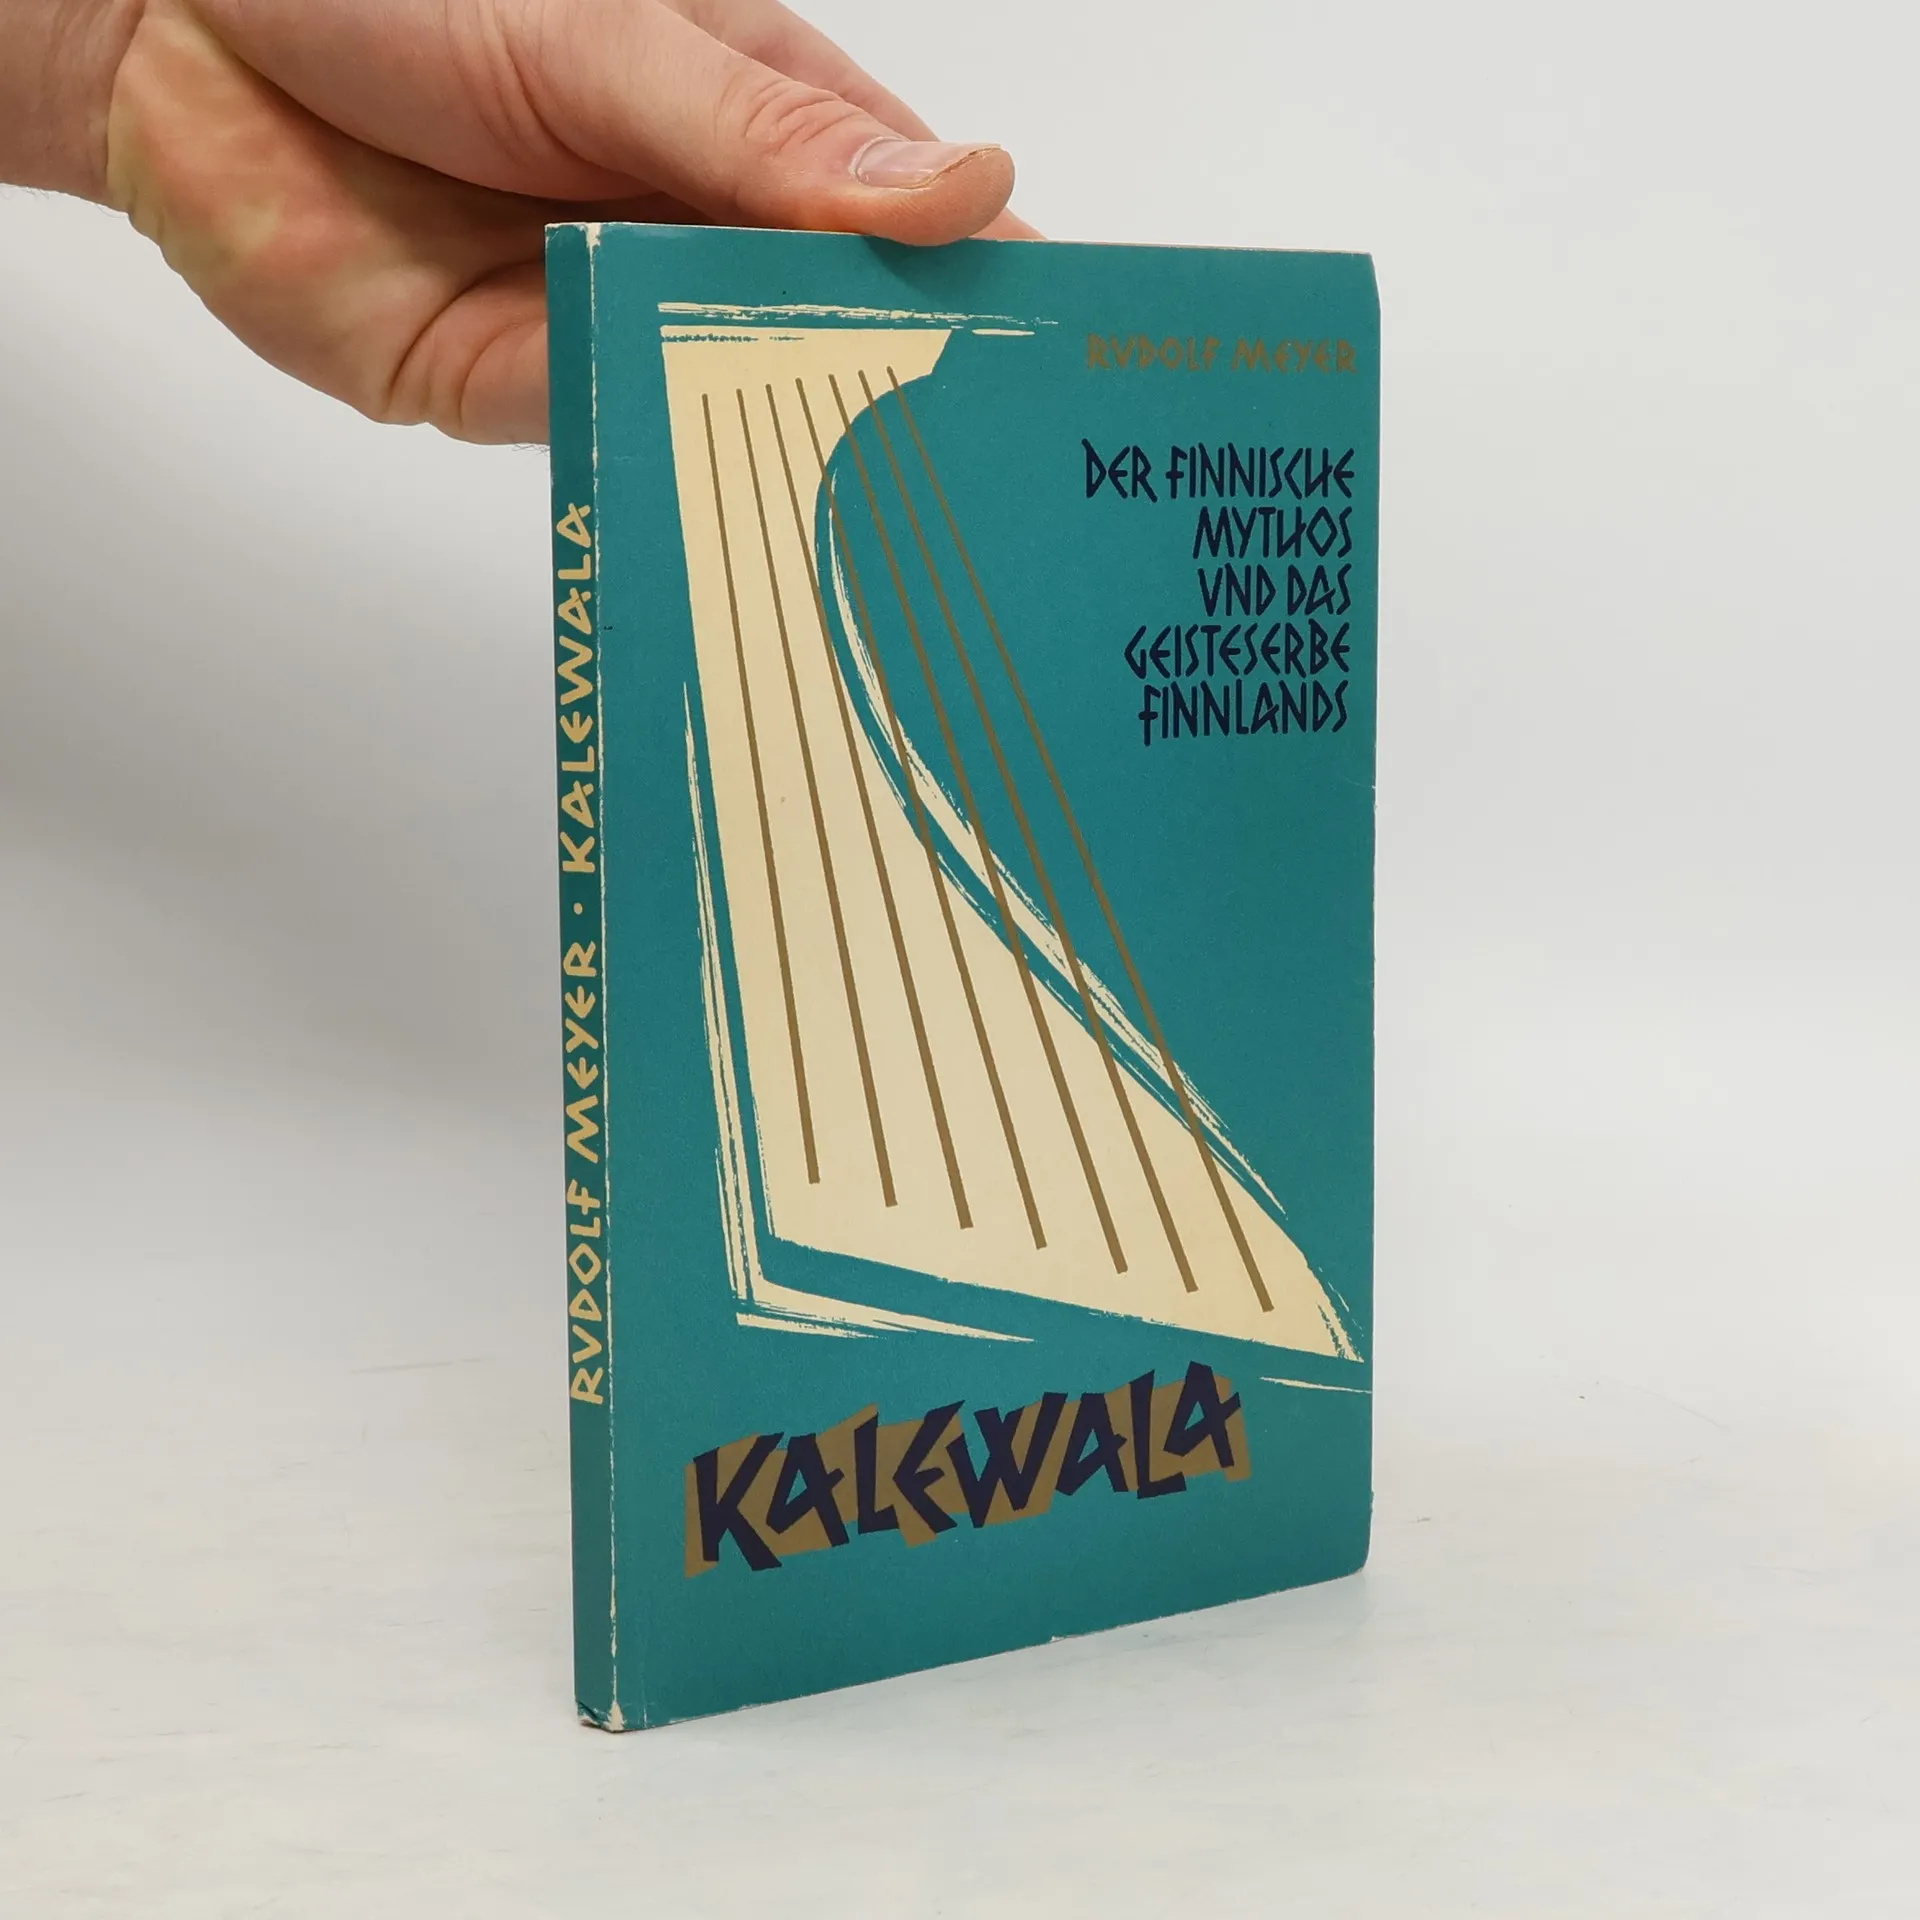 RVDOLF MEYER · KALEWALA
RVDOLF MEYER
DER FINNISCHE
MYTHOS
VND DAS
GEISTESERBE
FINNLANDS
KALEWALA